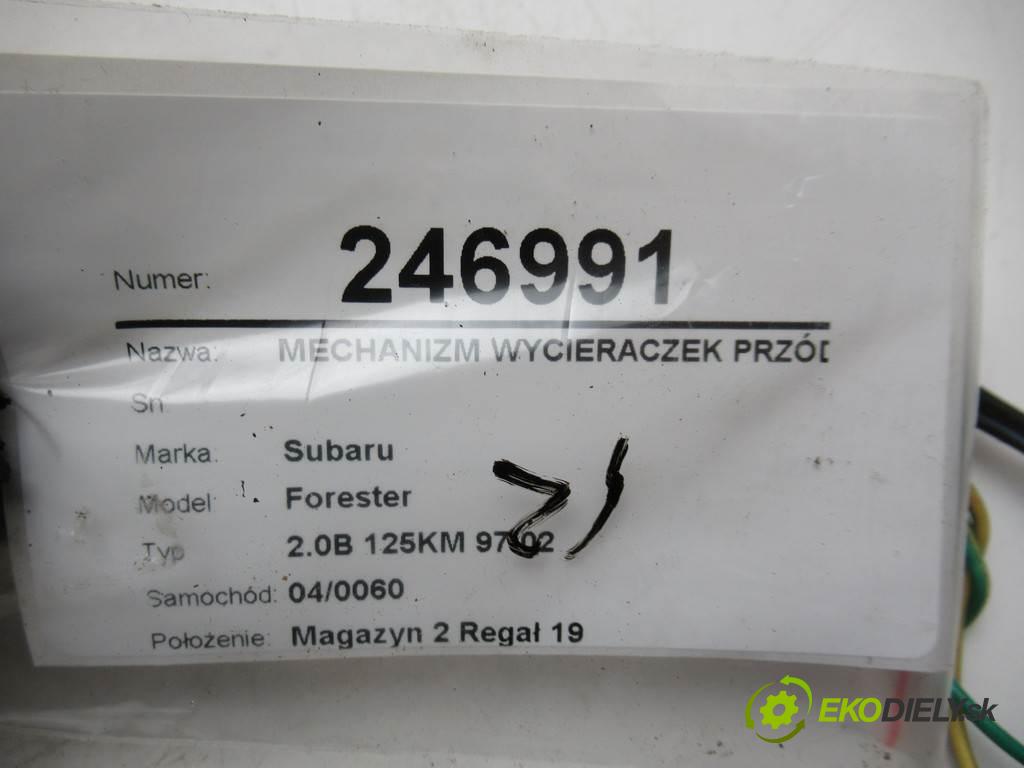 Numer: 246991
Nazwa: MECHANIZM WYCIERACZEK PRZÓD
Sn
Marka: Subaru
Model Forester
Typ 2.0B 125KM 97-02
Samochód: 04/0060
Położenie: Magazyn 2 Regał 19
EKODIELY.sk